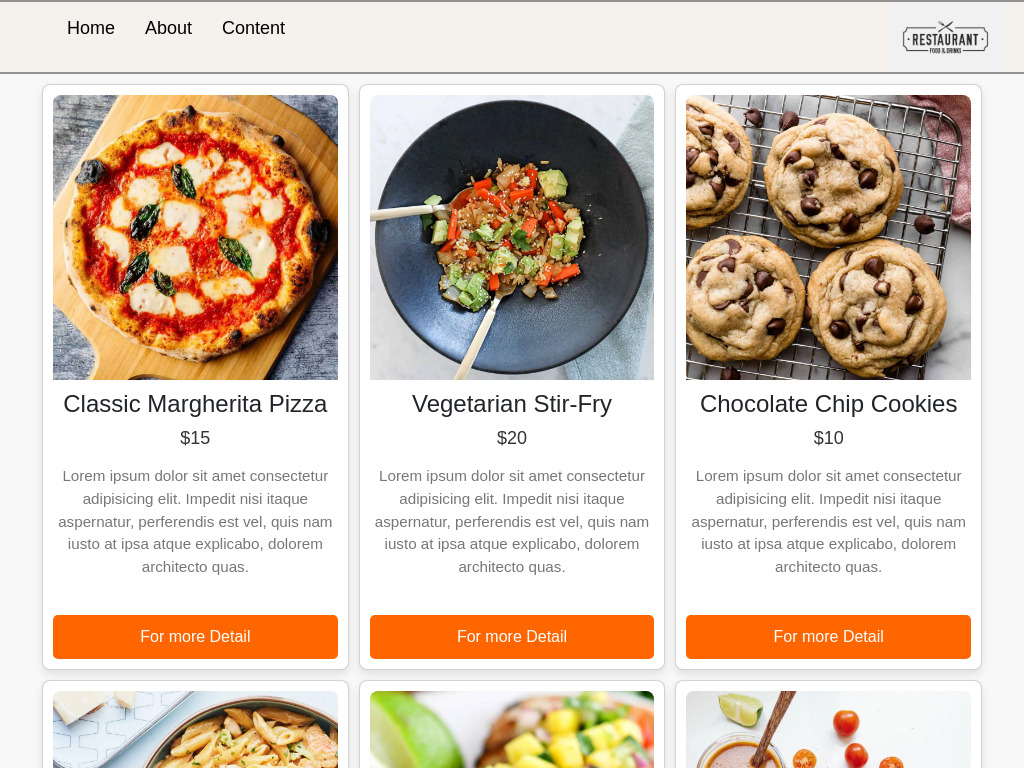 Home About Content
RESTAURANT
FOOD & DRINKS
Classic Margherita Pizza
$15
Lorem ipsum dolor sit amet consectetur
adipisicing elit. Impedit nisi itaque
aspernatur, perferendis est vel, quis nam
iusto at ipsa atque explicabo, dolorem
architecto quas.
For more Detail
Vegetarian Stir-Fry
$20
Lorem ipsum dolor sit amet consectetur
adipisicing elit. Impedit nisi itaque
aspernatur, perferendis est vel, quis nam
iusto at ipsa atque explicabo, dolorem
architecto quas.
For more Detail
Chocolate Chip Cookies
$10
Lorem ipsum dolor sit amet consectetur
adipisicing elit. Impedit nisi itaque
aspernatur, perferendis est vel, quis nam
iusto at ipsa atque explicabo, dolorem
architecto quas.
For more Detail